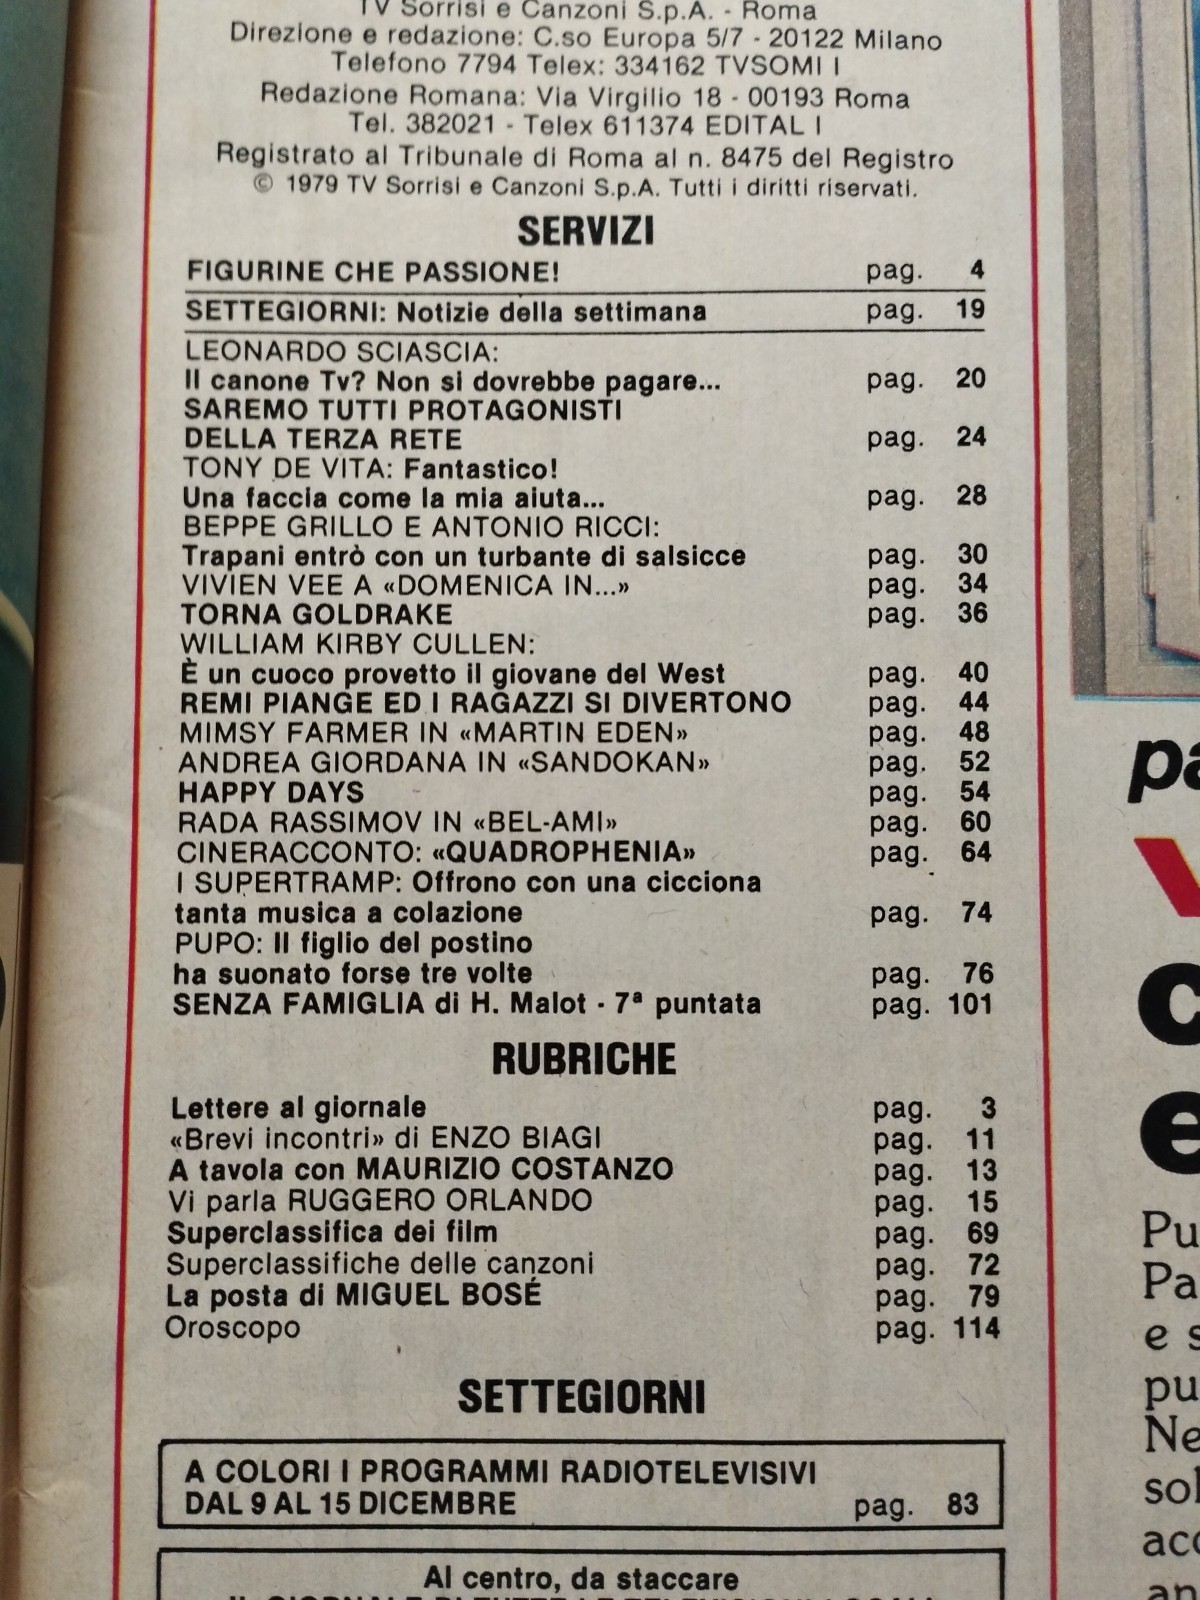 TV Sorrisi e Canzoni S.p.A. - Roma
Direzione e redazione: C.so Europa 5/7 - 20122 Milano
Telefono 7794 Telex: 334162 TVSOMI I
Redazione Romana: Via Virgilio 18 - 00193 Roma
Tel. 382021 - Telex 611374 EDITAL I
Registrato al Tribunale di Roma al n. 8475 del Registro
© 1979 TV Sorrisi e Canzoni S.p.A. Tutti i diritti riservati.
SERVIZI
FIGURINE CHE PASSIONE! pag. 4
SETTEGIORNI: Notizie della settimana pag. 19
LEONARDO SCIASCIA:
Il canone Tv? Non si dovrebbe pagare... pag. 20
SAREMO TUTTI PROTAGONISTI
DELLA TERZA RETE pag. 24
TONY DE VITA: Fantastico!
Una faccia come la mia aiuta... pag. 28
BEPPE GRILLO E ANTONIO RICCI:
Trapani entrò con un turbante di salsicce pag. 30
VIVIEN VEE A «DOMENICA IN...» pag. 34
TORNA GOLDRAKE pag. 36
WILLIAM KIRBY CULLEN:
È un cuoco provetto il giovane del West pag. 40
REMI PIANGE ED I RAGAZZI SI DIVERTONO pag. 44
MIMSY FARMER IN «MARTIN EDEN» pag. 48
ANDREA GIORDANA IN «SANDOKAN» pag. 52
HAPPY DAYS pag. 54
RADA RASSIMOV IN «BEL-AMI» pag. 60
CINERACCONTO: «QUADROPHENIA» pag. 64
I SUPERTRAMP: Offrono con una cicciona
tanta musica a colazione pag. 74
PUPO: Il figlio del postino
ha suonato forse tre volte pag. 76
SENZA FAMIGLIA di H. Malot - 7ª puntata pag. 101
RUBRICHE
Lettere al giornale pag. 3
«Brevi incontri» di ENZO BIAGI pag. 11
A tavola con MAURIZIO COSTANZO pag. 13
Vi parla RUGGERO ORLANDO pag. 15
Superclassifica dei film pag. 69
Superclassifiche delle canzoni pag. 72
La posta di MIGUEL BOSÉ pag. 79
Oroscopo pag. 114
SETTEGIORNI
A COLORI I PROGRAMMI RADIOTELEVISIVI
DAL 9 AL 15 DICEMBRE pag. 83
Al centro, da staccare
pa
c
e
Pu
Pa
e s
pu
Ne
sol
acc
an